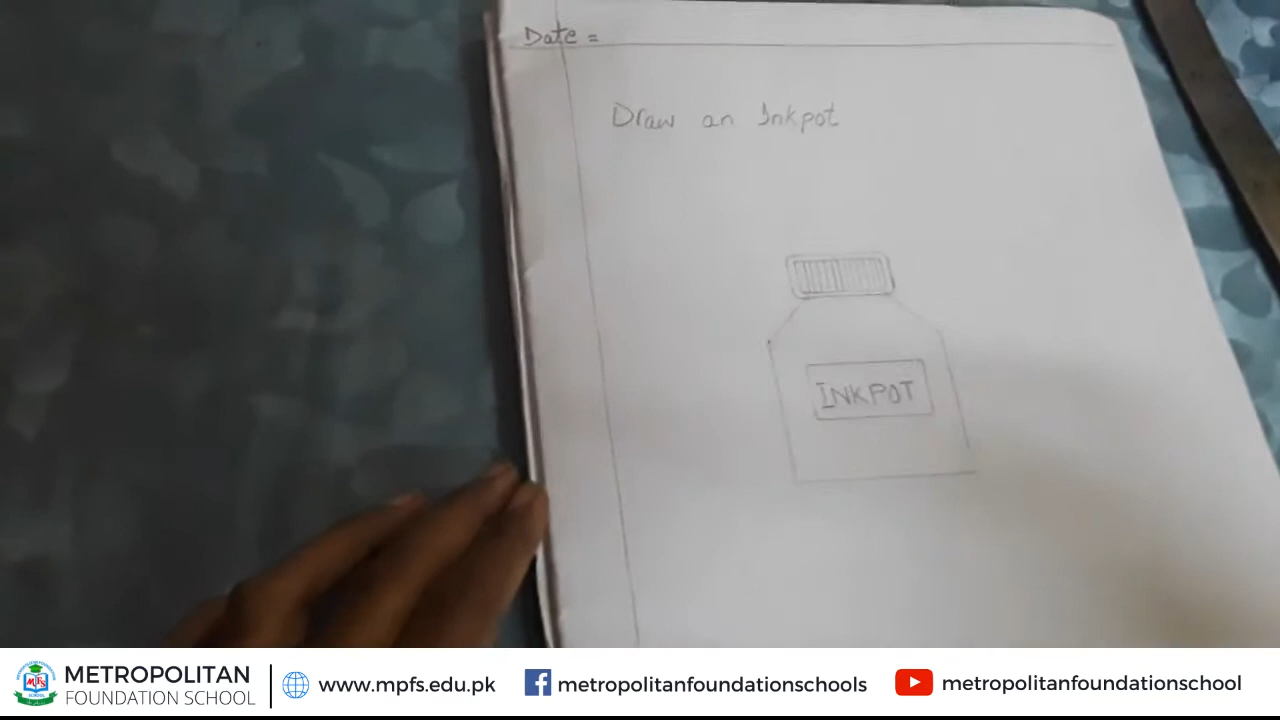 Date =
Draw an Inkpot
INKPOT
METROPOLITAN
FOUNDATION SCHOOL
www.mpfs.edu.pk
metropolitanfoundationschools
metropolitanfoundationschool